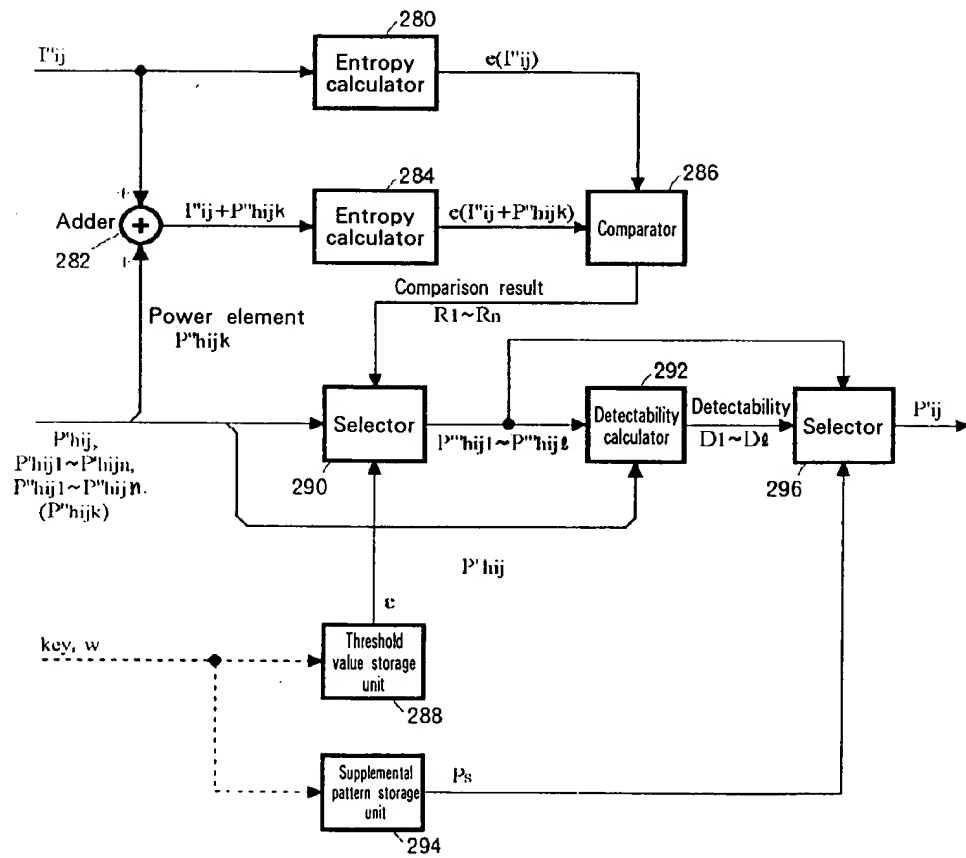 280
I"ij
Entropy
calculator
e(I"ij)
284
286
+
Adder
+
I"ij+P"hijk
Entropy
calculator
e(I"ij+P"hijk)
Comparator
282
+
Comparison result
R1~Rn
Power element
P"hijk
292
Selector
Detectability
calculator
Detectability
D1~Dℓ
Selector
P'ij
P"'hij1~P"'hijℓ
290
296
P'hij,
P'hij1~P'hijn,
P"hij1~P"hijn.
(P"hijk)
P'hij
e
key, w
Threshold
value storage
unit
288
Supplemental
pattern storage
unit
Ps
294